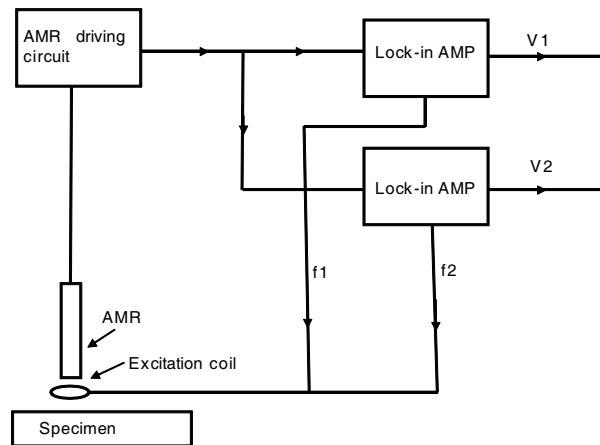 AMR driving
circuit
Lock-in AMP
V1
Lock-in AMP
V2
f1
f2
AMR
Excitation coil
Specimen